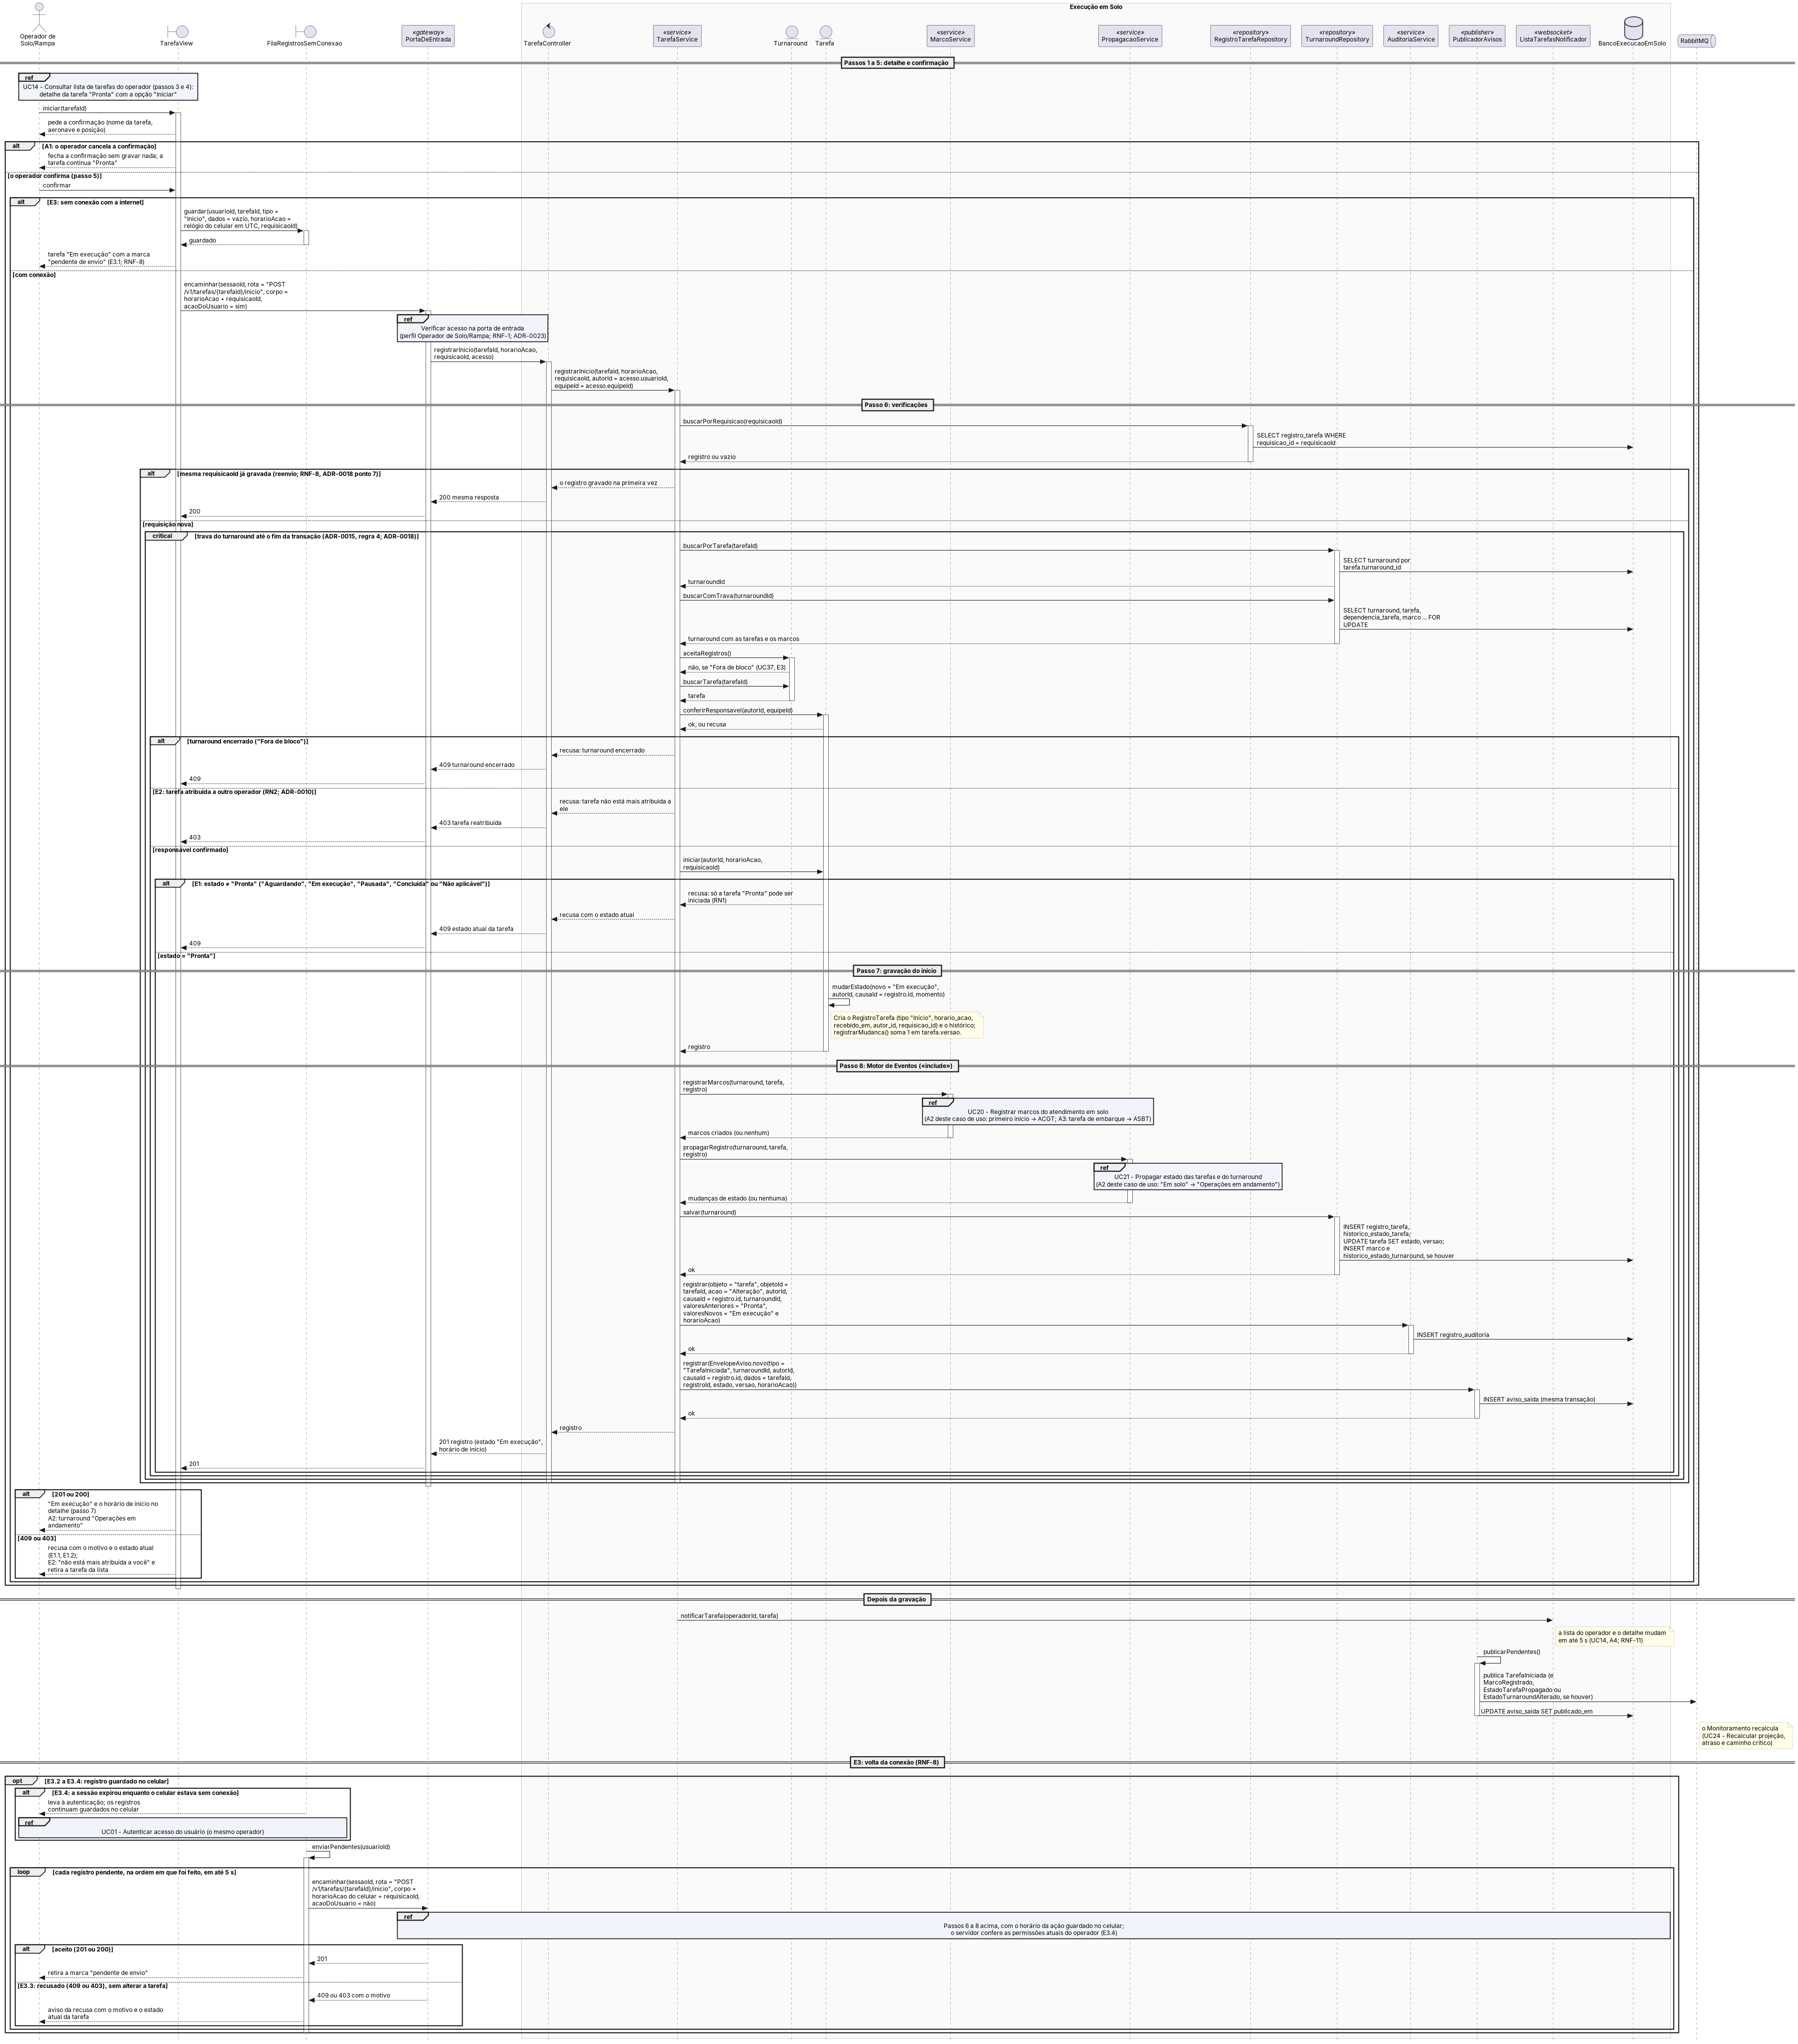 Execução em Solo
Operador de
Solo/Rampa
TarefaView
FilaRegistrosSemConexao
«gateway»
PortaDeEntrada
TarefaController
«service»
TarefaService
Turnaround
Tarefa
«service»
MarcoService
«service»
PropagacaoService
«repository»
RegistroTarefaRepository
«repository»
TurnaroundRepository
«service»
AuditoriaService
«publisher»
PublicadorAvisos
«websocket»
ListaTarefasNotificador
BancoExecucaoEmSolo
RabbitMQ
Passos 1 a 5: detalhe e confirmação
ref
UC14 - Consultar lista de tarefas do operador (passos 3 e 4):
detalhe da tarefa "Pronta" com a opção "Iniciar"
iniciar(tarefaId)
pede a confirmação (nome da tarefa,
aeronave e posição)
alt [A1: o operador cancela a confirmação]
fecha a confirmação sem gravar nada; a
tarefa continua "Pronta"
[o operador confirma (passo 5)]
confirmar
alt [E3: sem conexão com a internet]
guardar(usuarioId, tarefaId, tipo =
"Início", dados = vazio, horarioAcao =
relógio do celular em UTC, requisicaoId)
guardado
tarefa "Em execução" com a marca
"pendente de envio" (E3.1; RNF-8)
[com conexão]
encaminhar(sessaoId, rota = "POST
/v1/tarefas/{tarefaId}/inicio", corpo =
horarioAcao + requisicaoId,
acaoDoUsuario = sim)
ref
Verificar acesso na porta de entrada
(perfil Operador de Solo/Rampa; RNF-1; ADR-0023)
registrarInicio(tarefaId, horarioAcao,
requisicaoId, acesso)
registrarInicio(tarefaId, horarioAcao,
requisicaoId, autorId = acesso.usuarioId,
equipeId = acesso.equipeId)
Passo 6: verificações
buscarPorRequisicao(requisicaoId)
SELECT registro_tarefa WHERE
requisicao_id = requisicaoId
registro ou vazio
alt [mesma requisicaoId já gravada (reenvio; RNF-8, ADR-0018 ponto 7)]
o registro gravado na primeira vez
200 mesma resposta
200
[requisição nova]
critical [trava do turnaround até o fim da transação (ADR-0015, regra 4; ADR-0018)]
buscarPorTarefa(tarefaId)
SELECT turnaround por
tarefa.turnaround_id
turnaroundId
buscarComTrava(turnaroundId)
SELECT turnaround, tarefa,
dependencia_tarefa, marco ... FOR
UPDATE
turnaround com as tarefas e os marcos
aceitaRegistros()
não, se "Fora de bloco" (UC37, E3)
buscarTarefa(tarefaId)
tarefa
conferirResponsavel(autorId, equipeId)
ok, ou recusa
alt [turnaround encerrado ("Fora de bloco")]
recusa: turnaround encerrado
409 turnaround encerrado
409
[E2: tarefa atribuída a outro operador (RN2; ADR-0010)]
recusa: tarefa não está mais atribuída a
ele
403 tarefa reatribuída
403
[responsável confirmado]
iniciar(autorId, horarioAcao,
requisicaoId)
alt [E1: estado ≠ "Pronta" ("Aguardando", "Em execução", "Pausada", "Concluída" ou "Não aplicável")]
recusa: só a tarefa "Pronta" pode ser
iniciada (RN1)
recusa com o estado atual
409 estado atual da tarefa
409
[estado = "Pronta"]
Passo 7: gravação do início
mudarEstado(novo = "Em execução",
autorId, causaId = registro.id, momento)
Cria o RegistroTarefa (tipo "Início", horario_acao,
recebido_em, autor_id, requisicao_id) e o histórico;
registrarMudanca() soma 1 em tarefa.versao.
registro
Passo 8: Motor de Eventos («include»)
registrarMarcos(turnaround, tarefa,
registro)
ref
UC20 - Registrar marcos do atendimento em solo
(A2 deste caso de uso: primeiro início → ACGT; A3: tarefa de embarque → ASBT)
marcos criados (ou nenhum)
propagarRegistro(turnaround, tarefa,
registro)
ref
UC21 - Propagar estado das tarefas e do turnaround
(A2 deste caso de uso: "Em solo" → "Operações em andamento")
mudanças de estado (ou nenhuma)
salvar(turnaround)
INSERT registro_tarefa,
historico_estado_tarefa;
UPDATE tarefa SET estado, versao;
INSERT marco e
historico_estado_turnaround, se houver
ok
registrar(objeto = "tarefa", objetoId =
tarefaId, acao = "Alteração", autorId,
causaId = registro.id, turnaroundId,
valoresAnteriores = "Pronta",
valoresNovos = "Em execução" e
horarioAcao)
INSERT registro_auditoria
ok
registrar(EnvelopeAviso.novo(tipo =
"TarefaIniciada", turnaroundId, autorId,
causaId = registro.id, dados = tarefaId,
registroId, estado, versao, horarioAcao))
INSERT aviso_saida (mesma transação)
ok
registro
201 registro (estado "Em execução",
horário de início)
201
alt [201 ou 200]
"Em execução" e o horário de início no
detalhe (passo 7)
A2: turnaround "Operações em
andamento"
[409 ou 403]
recusa com o motivo e o estado atual
(E1.1, E1.2);
E2: "não está mais atribuída a você" e
retira a tarefa da lista
Depois da gravação
notificarTarefa(operadorId, tarefa)
a lista do operador e o detalhe mudam
em até 5 s (UC14, A4; RNF-11)
publicarPendentes()
publica TarefaIniciada (e
MarcoRegistrado,
EstadoTarefaPropagado ou
EstadoTurnaroundAlterado, se houver)
UPDATE aviso_saida SET publicado_em
o Monitoramento recalcula
(UC24 - Recalcular projeção,
atraso e caminho crítico)
E3: volta da conexão (RNF-8)
opt [E3.2 a E3.4: registro guardado no celular]
alt [E3.4: a sessão expirou enquanto o celular estava sem conexão]
leva à autenticação; os registros
continuam guardados no celular
ref
UC01 - Autenticar acesso do usuário (o mesmo operador)
enviarPendentes(usuarioId)
loop [cada registro pendente, na ordem em que foi feito, em até 5 s]
encaminhar(sessaoId, rota = "POST
/v1/tarefas/{tarefaId}/inicio", corpo =
horarioAcao do celular + requisicaoId,
acaoDoUsuario = não)
ref
Passos 6 a 8 acima, com o horário da ação guardado no celular;
o servidor confere as permissões atuais do operador (E3.4)
alt [aceito (201 ou 200)]
201
retira a marca "pendente de envio"
[E3.3: recusado (409 ou 403), sem alterar a tarefa]
409 ou 403 com o motivo
aviso da recusa com o motivo e o estado
atual da tarefa